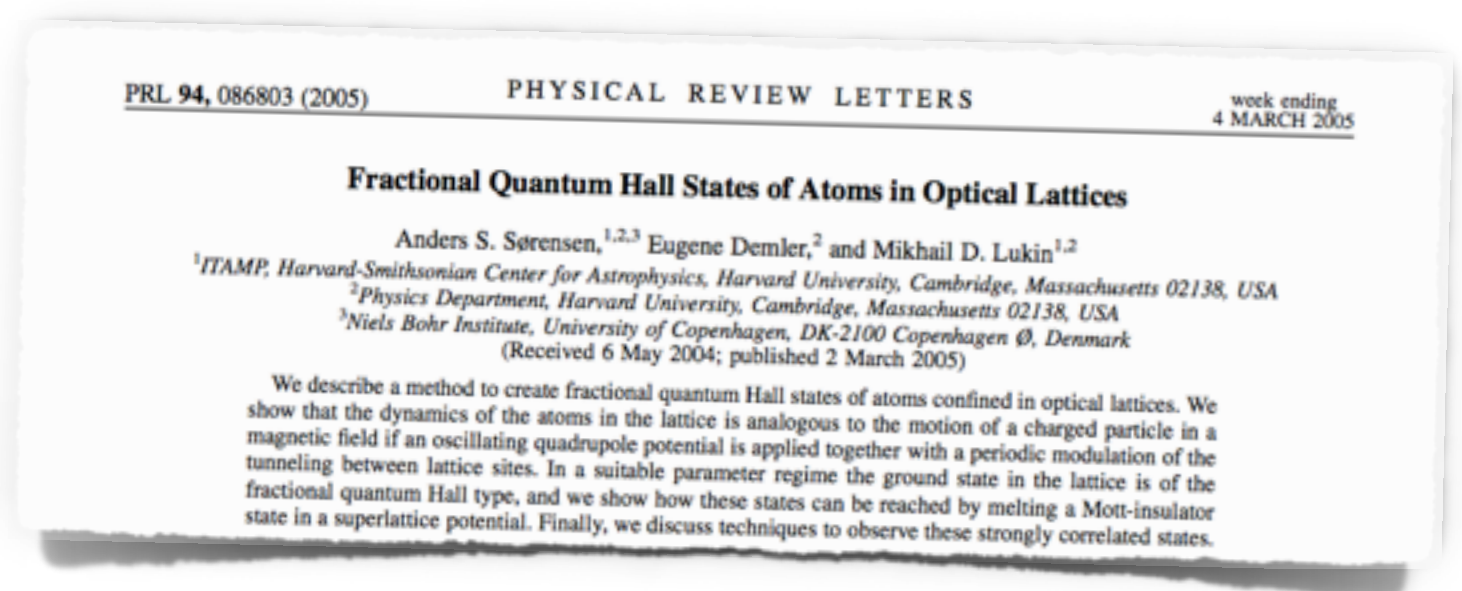 PRL 94, 086803 (2005)
PHYSICAL REVIEW LETTERS
week ending
4 MARCH 2005
Fractional Quantum Hall States of Atoms in Optical Lattices
Anders S. Sørensen,1,2,3 Eugene Demler,2 and Mikhail D. Lukin1,2
1ITAMP, Harvard-Smithsonian Center for Astrophysics, Harvard University, Cambridge, Massachusetts 02138, USA
2Physics Department, Harvard University, Cambridge, Massachusetts 02138, USA
3Niels Bohr Institute, University of Copenhagen, DK-2100 Copenhagen Ø, Denmark
(Received 6 May 2004; published 2 March 2005)
We describe a method to create fractional quantum Hall states of atoms confined in optical lattices. We
show that the dynamics of the atoms in the lattice is analogous to the motion of a charged particle in a
magnetic field if an oscillating quadrupole potential is applied together with a periodic modulation of the
tunneling between lattice sites. In a suitable parameter regime the ground state in the lattice is of the
fractional quantum Hall type, and we show how these states can be reached by melting a Mott-insulator
state in a superlattice potential. Finally, we discuss techniques to observe these strongly correlated states.